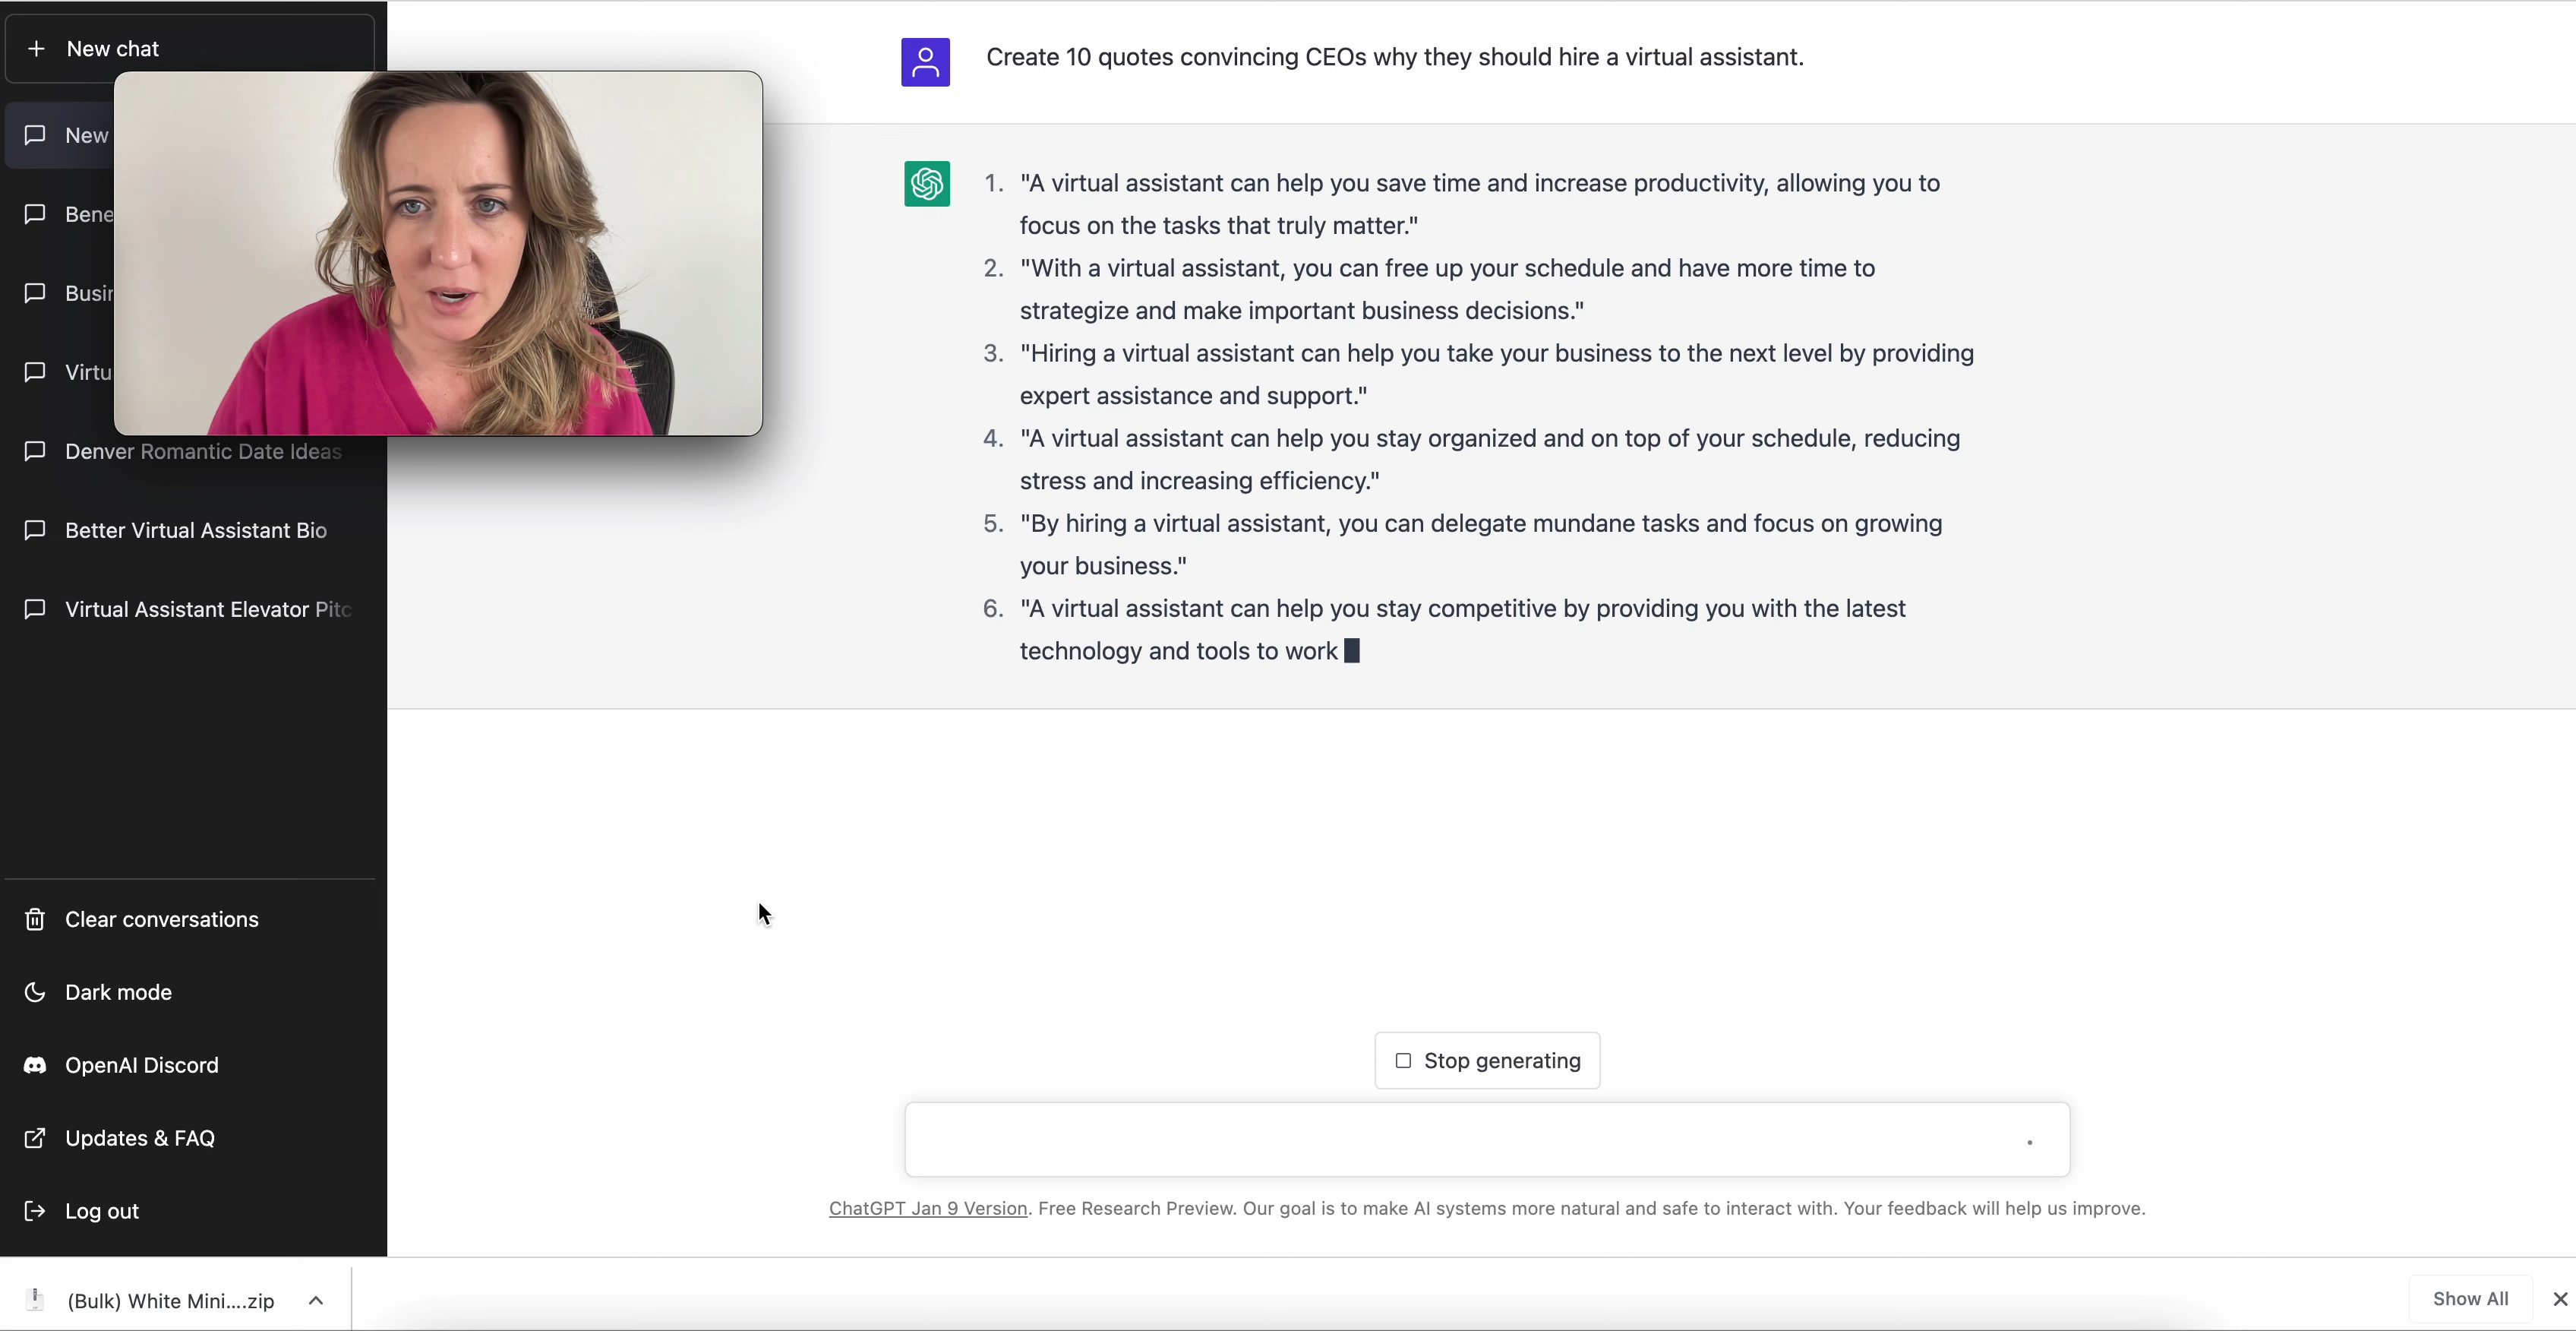 New chat
New
Bene
Busin
Virtu
Denver Romantic Date Ideas
Better Virtual Assistant Bio
Virtual Assistant Elevator Pitc
Clear conversations
Dark mode
OpenAI Discord
Updates & FAQ
Log out
Create 10 quotes convincing CEOs why they should hire a virtual assistant.
1. "A virtual assistant can help you save time and increase productivity, allowing you to
focus on the tasks that truly matter."
2. "With a virtual assistant, you can free up your schedule and have more time to
strategize and make important business decisions."
3. "Hiring a virtual assistant can help you take your business to the next level by providing
expert assistance and support."
4. "A virtual assistant can help you stay organized and on top of your schedule, reducing
stress and increasing efficiency."
5. "By hiring a virtual assistant, you can delegate mundane tasks and focus on growing
your business."
6. "A virtual assistant can help you stay competitive by providing you with the latest
technology and tools to work
Stop generating
ChatGPT Jan 9 Version. Free Research Preview. Our goal is to make AI systems more natural and safe to interact with. Your feedback will help us improve.
(Bulk) White Mini....zip
Show All